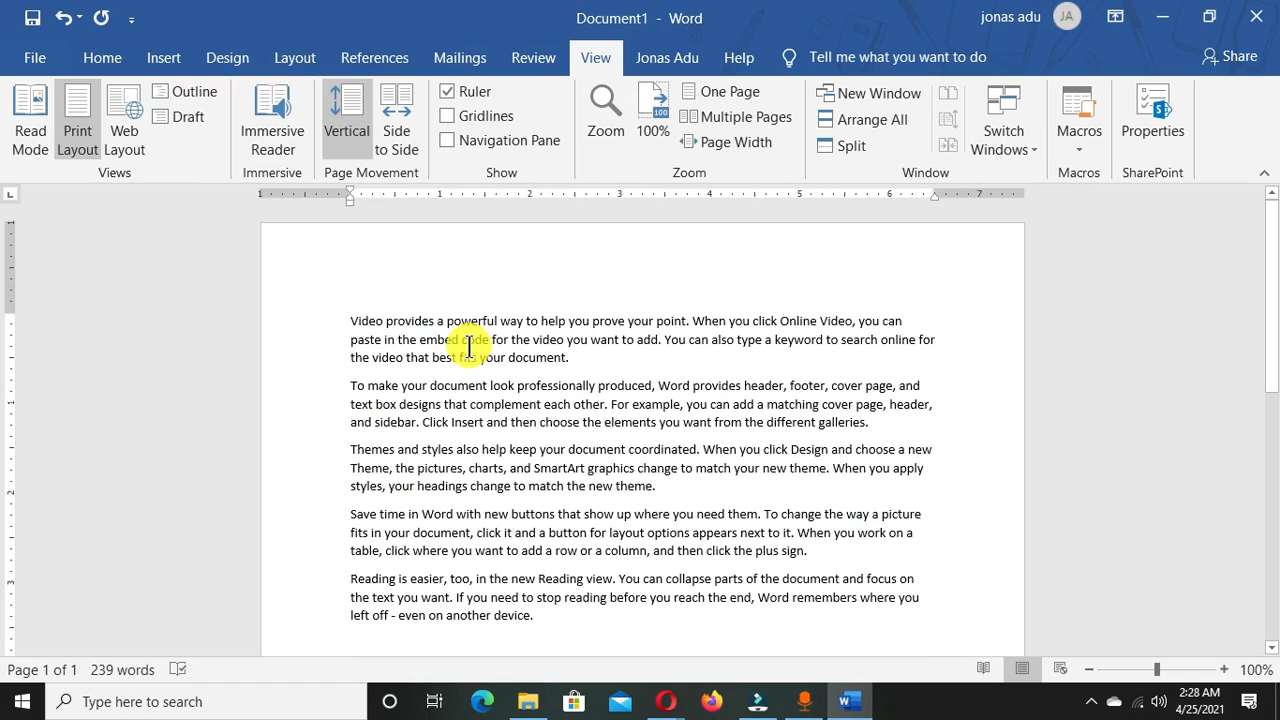 Document1 - Word
jonas adu JA
File Home Insert Design Layout References Mailings Review View Jonas Adu Help Tell me what you want to do Share
Read Mode
Print Layout
Web Layout
Outline
Draft
Views
Immersive Reader
Immersive
Vertical
Side to Side
Page Movement
Ruler
Gridlines
Navigation Pane
Show
Zoom
100
100%
One Page
Multiple Pages
Page Width
Zoom
New Window
Arrange All
Split
Switch Windows
Window
Macros
Macros
Properties
SharePoint
1 1 2 3 4 5 6 7
Video provides a powerful way to help you prove your point. When you click Online Video, you can
paste in the embed code for the video you want to add. You can also type a keyword to search online for
the video that best fits your document.
To make your document look professionally produced, Word provides header, footer, cover page, and
text box designs that complement each other. For example, you can add a matching cover page, header,
and sidebar. Click Insert and then choose the elements you want from the different galleries.
Themes and styles also help keep your document coordinated. When you click Design and choose a new
Theme, the pictures, charts, and SmartArt graphics change to match your new theme. When you apply
styles, your headings change to match the new theme.
Save time in Word with new buttons that show up where you need them. To change the way a picture
fits in your document, click it and a button for layout options appears next to it. When you work on a
table, click where you want to add a row or a column, and then click the plus sign.
Reading is easier, too, in the new Reading view. You can collapse parts of the document and focus on
the text you want. If you need to stop reading before you reach the end, Word remembers where you
left off - even on another device.
Page 1 of 1 239 words 100%
Type here to search
2:28 AM
4/25/2021